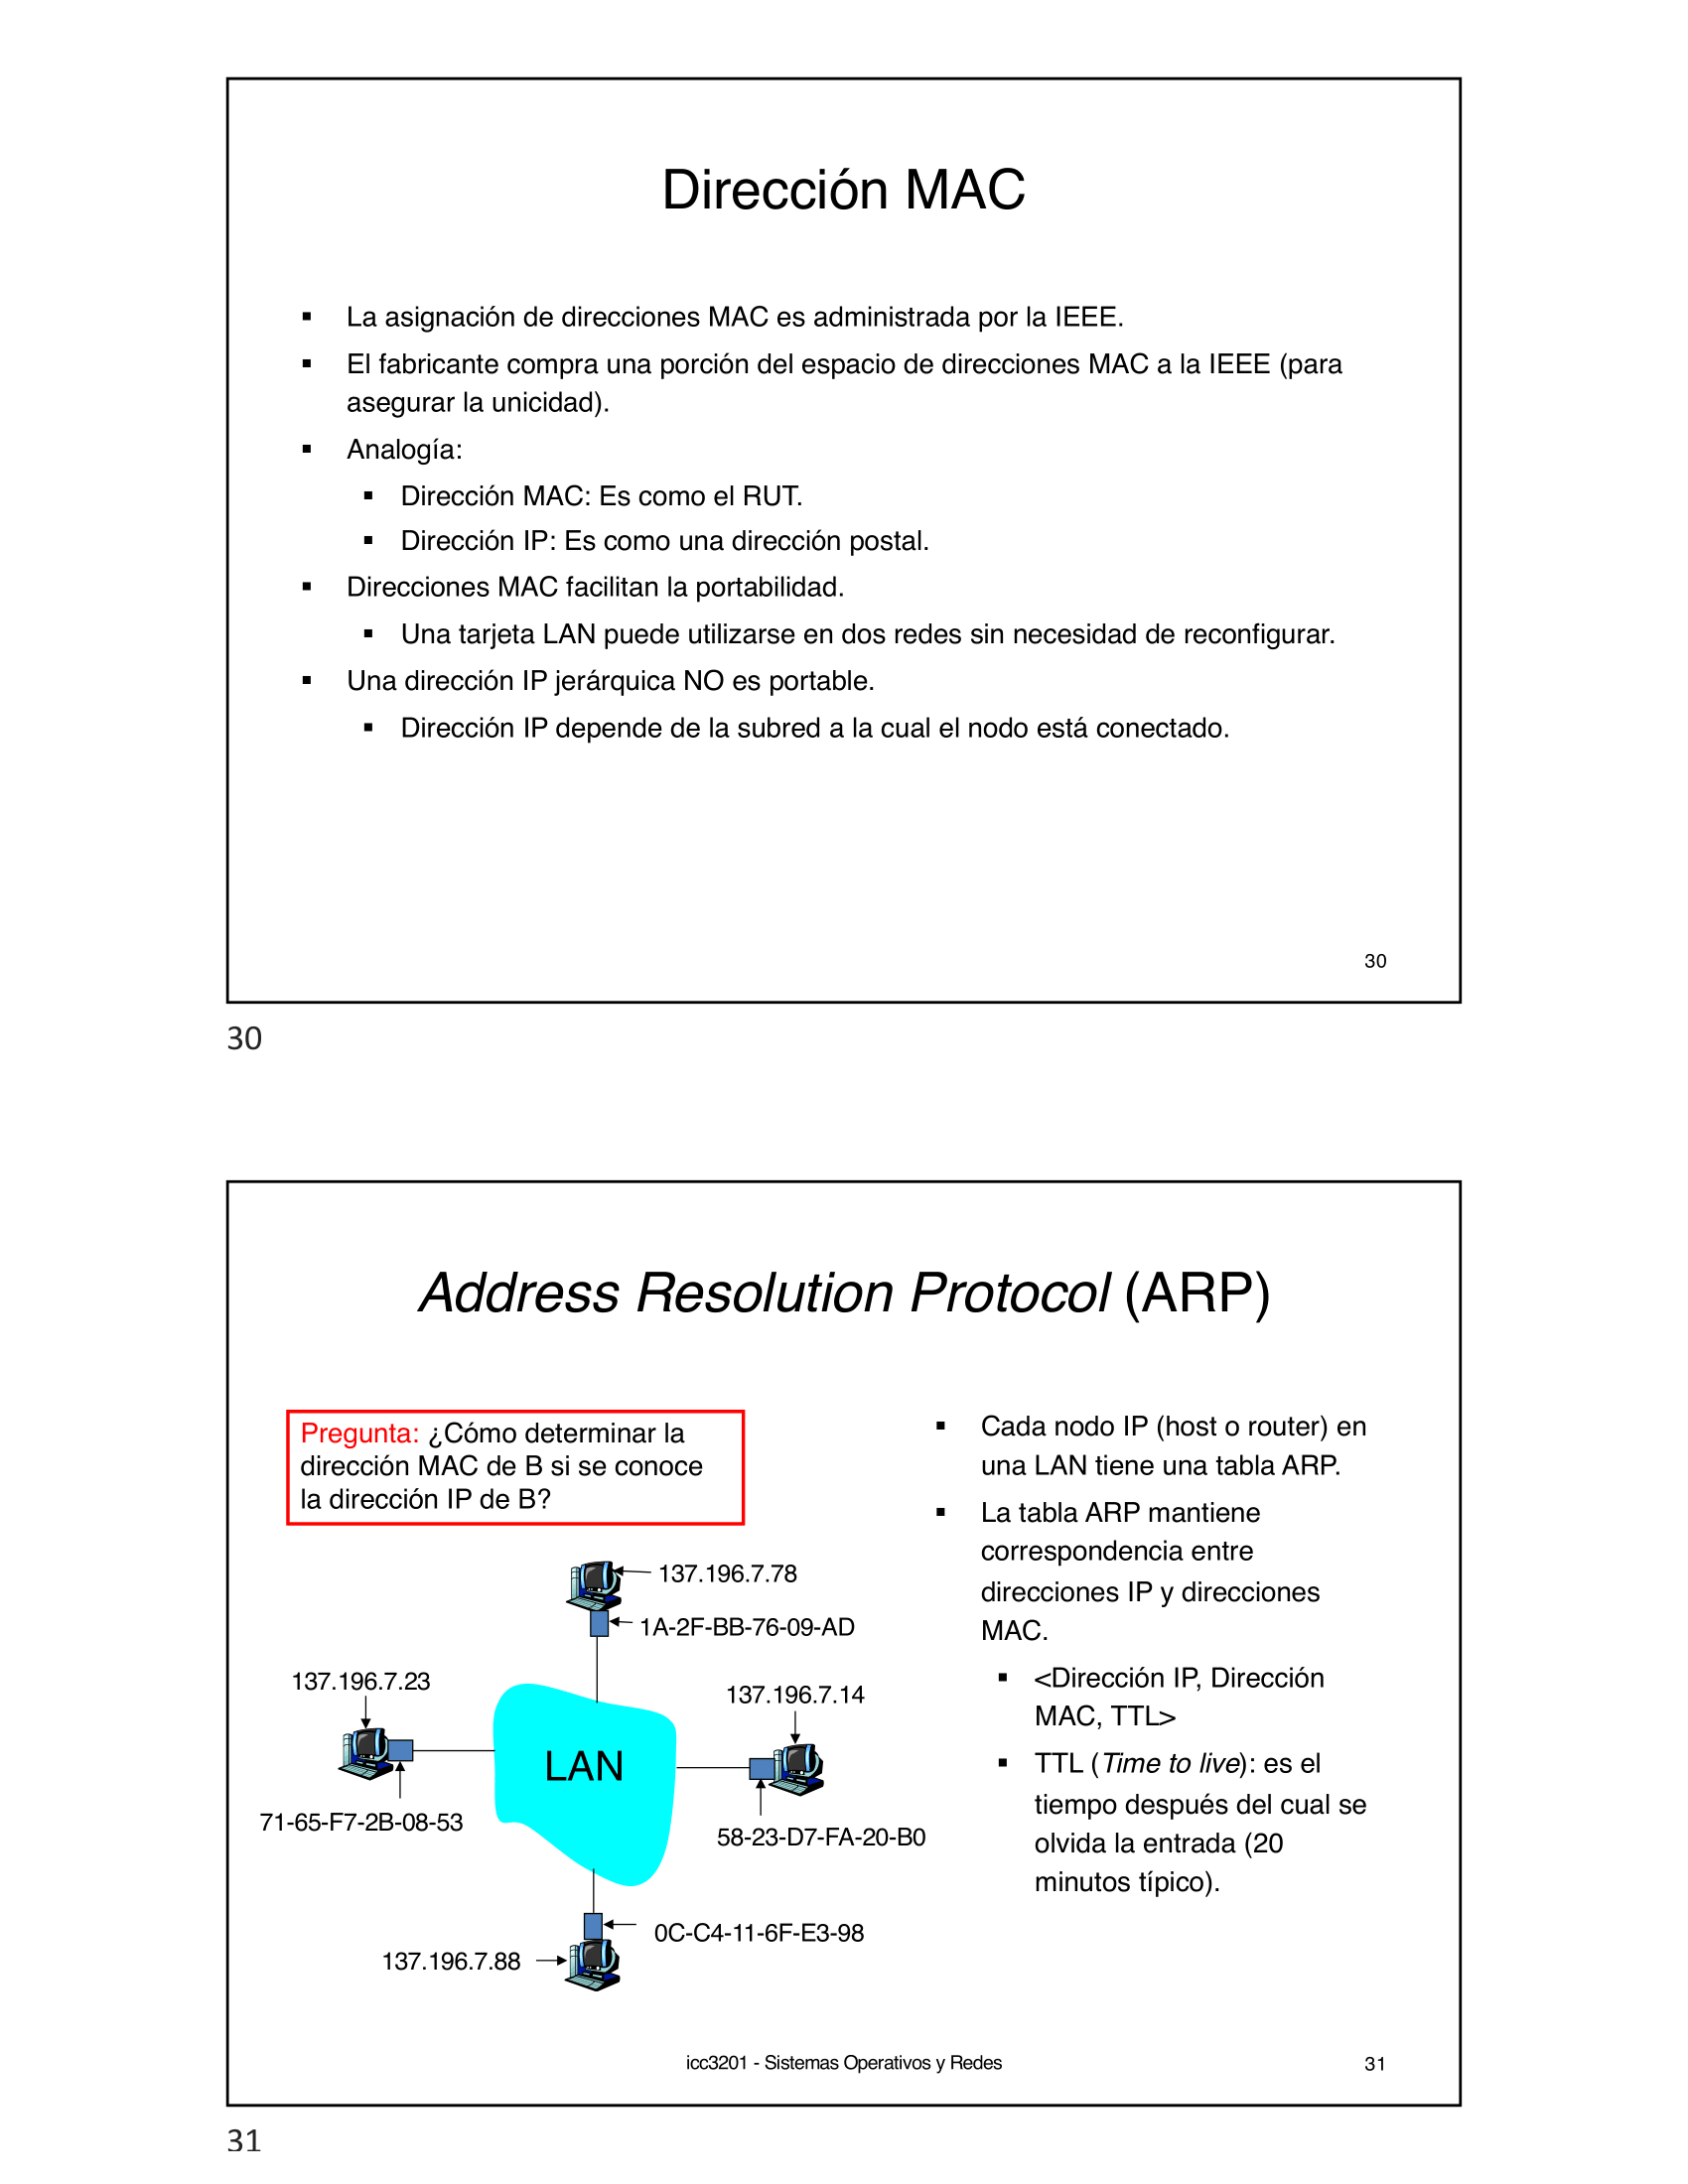 Dirección MAC
▪ La asignación de direcciones MAC es administrada por la IEEE.
▪ El fabricante compra una porción del espacio de direcciones MAC a la IEEE (para
asegurar la unicidad).
▪ Analogía:
▪ Dirección MAC: Es como el RUT.
▪ Dirección IP: Es como una dirección postal.
▪ Direcciones MAC facilitan la portabilidad.
▪ Una tarjeta LAN puede utilizarse en dos redes sin necesidad de reconfigurar.
▪ Una dirección IP jerárquica NO es portable.
▪ Dirección IP depende de la subred a la cual el nodo está conectado.
30
30
Address Resolution Protocol (ARP)
Pregunta: ¿Cómo determinar la
dirección MAC de B si se conoce
la dirección IP de B?
137.196.7.78
1A-2F-BB-76-09-AD
137.196.7.23
137.196.7.14
LAN
71-65-F7-2B-08-53
58-23-D7-FA-20-B0
0C-C4-11-6F-E3-98
137.196.7.88
▪ Cada nodo IP (host o router) en
una LAN tiene una tabla ARP.
▪ La tabla ARP mantiene
correspondencia entre
direcciones IP y direcciones
MAC.
▪ <Dirección IP, Dirección
MAC, TTL>
▪ TTL (Time to live): es el
tiempo después del cual se
olvida la entrada (20
minutos típico).
icc3201 - Sistemas Operativos y Redes
31
31